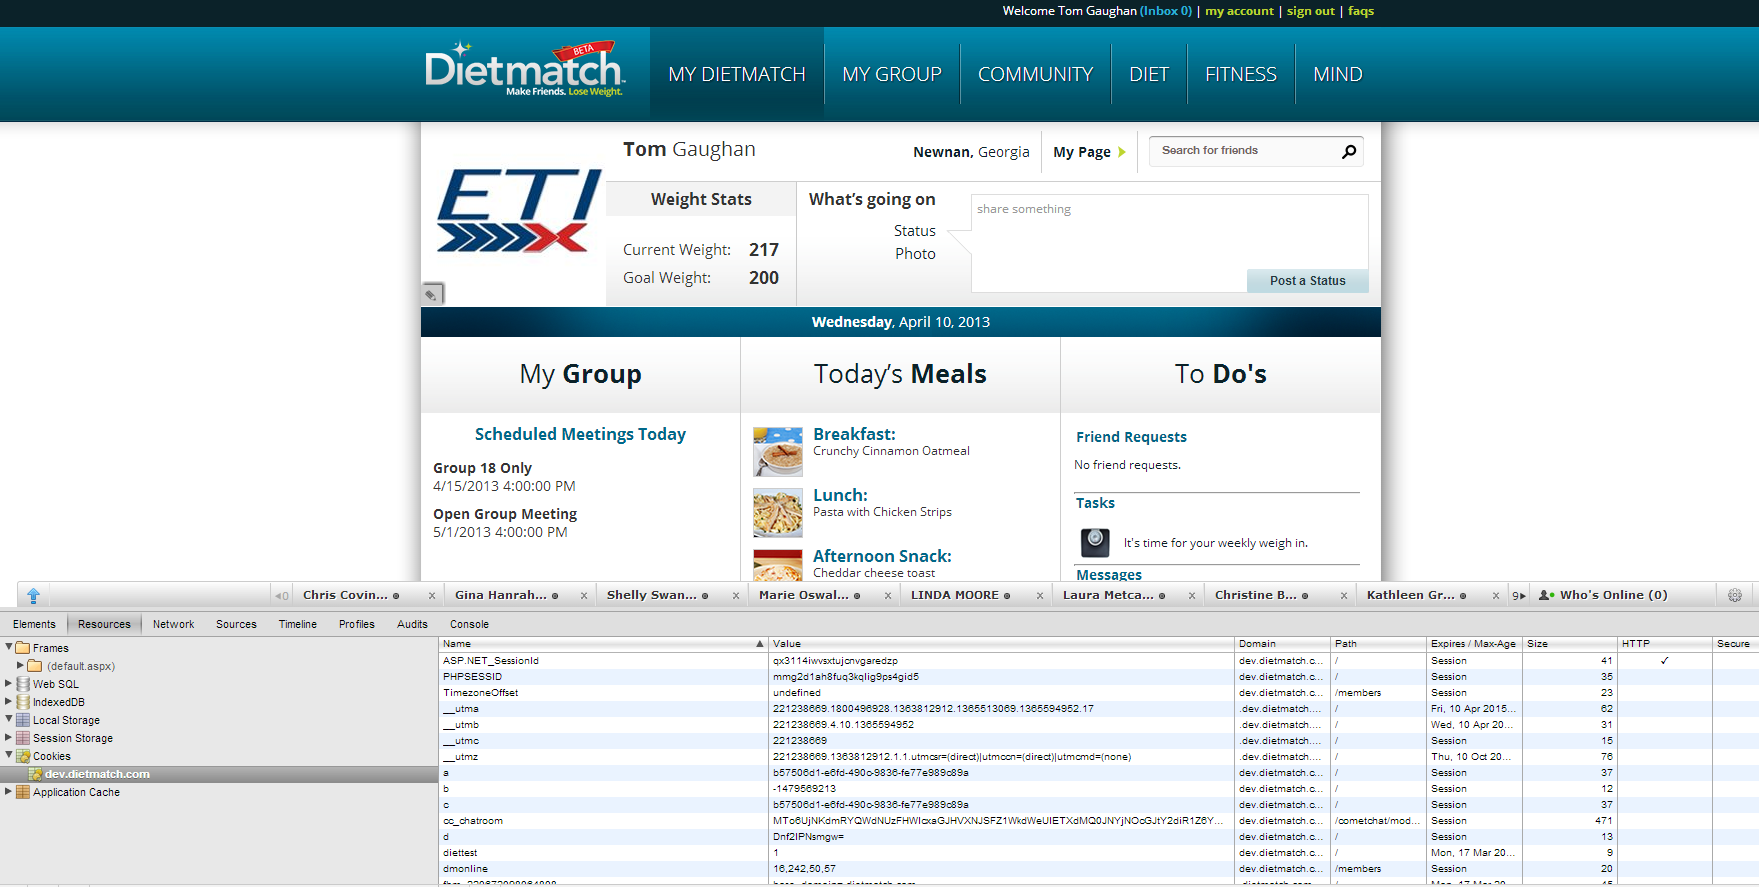 Welcome Tom Gaughan (Inbox 0) | my account | sign out | faqs
Dietmatch BETA
Make Friends. Lose Weight.
MY DIETMATCH MY GROUP COMMUNITY DIET FITNESS MIND
Tom Gaughan
Newnan, Georgia My Page Search for friends
ETI
Weight Stats
Current Weight: 217
Goal Weight: 200
What's going on
Status
Photo
share something
Post a Status
Wednesday, April 10, 2013
My Group
Scheduled Meetings Today
Group 18 Only
4/15/2013 4:00:00 PM
Open Group Meeting
5/1/2013 4:00:00 PM
Today's Meals
Breakfast:
Crunchy Cinnamon Oatmeal
Lunch:
Pasta with Chicken Strips
Afternoon Snack:
Cheddar cheese toast
To Do's
Friend Requests
No friend requests.
Tasks
It's time for your weekly weigh in.
Messages
0 Chris Covin... Gina Hanrah... Shelly Swan... Marie Oswal... LINDA MOORE Laura Metca... Christine B... Kathleen Gr... 9 Who's Online (0)
Elements Resources Network Sources Timeline Profiles Audits Console
Frames
(default.aspx)
Web SQL
IndexedDB
Local Storage
Session Storage
Cookies
dev.dietmatch.com
Application Cache
Name Value Domain Path Expires / Max-Age Size HTTP Secure
ASP.NET_SessionId qx3114iwvsxtujcnvgaredzp dev.dietmatch.c... / Session 41 ✓
PHPSESSID mmg2d1ah8fuq3kqlig9ps4gid5 dev.dietmatch.c... / Session 35
TimezoneOffset undefined dev.dietmatch.c... /members Session 23
__utma 221238669.1800496928.1363812912.1365513069.1365594952.17 .dev.dietmatch.... / Fri, 10 Apr 2015... 62
__utmb 221238669.4.10.1365594952 .dev.dietmatch.... / Wed, 10 Apr 20... 31
__utmc 221238669 .dev.dietmatch.... / Session 15
__utmz 221238669.1363812912.1.1.utmcsr=(direct)|utmccn=(direct)|utmcmd=(none) .dev.dietmatch.... / Thu, 10 Oct 20... 76
a b57506d1-e6fd-490c-9836-fe77e989c89a dev.dietmatch.c... / Session 37
b -1479569213 dev.dietmatch.c... / Session 12
c b57506d1-e6fd-490c-9836-fe77e989c89a dev.dietmatch.c... / Session 37
cc_chatroom MTo6UjNKdmRYQWdNUzFHWlcxaGJHVXNJSFZ1WkdWeUlETXdMQ0JNYjNOcGJtY2diR1Z6Y... dev.dietmatch.c... /cometchat/mod... Session 471
d Dnf2IPNsmgw= dev.dietmatch.c... / Session 13
diettest 1 dev.dietmatch.c... / Mon, 17 Mar 20... 9
dmonline 16,242,50,57 dev.dietmatch.c... /members Session 20